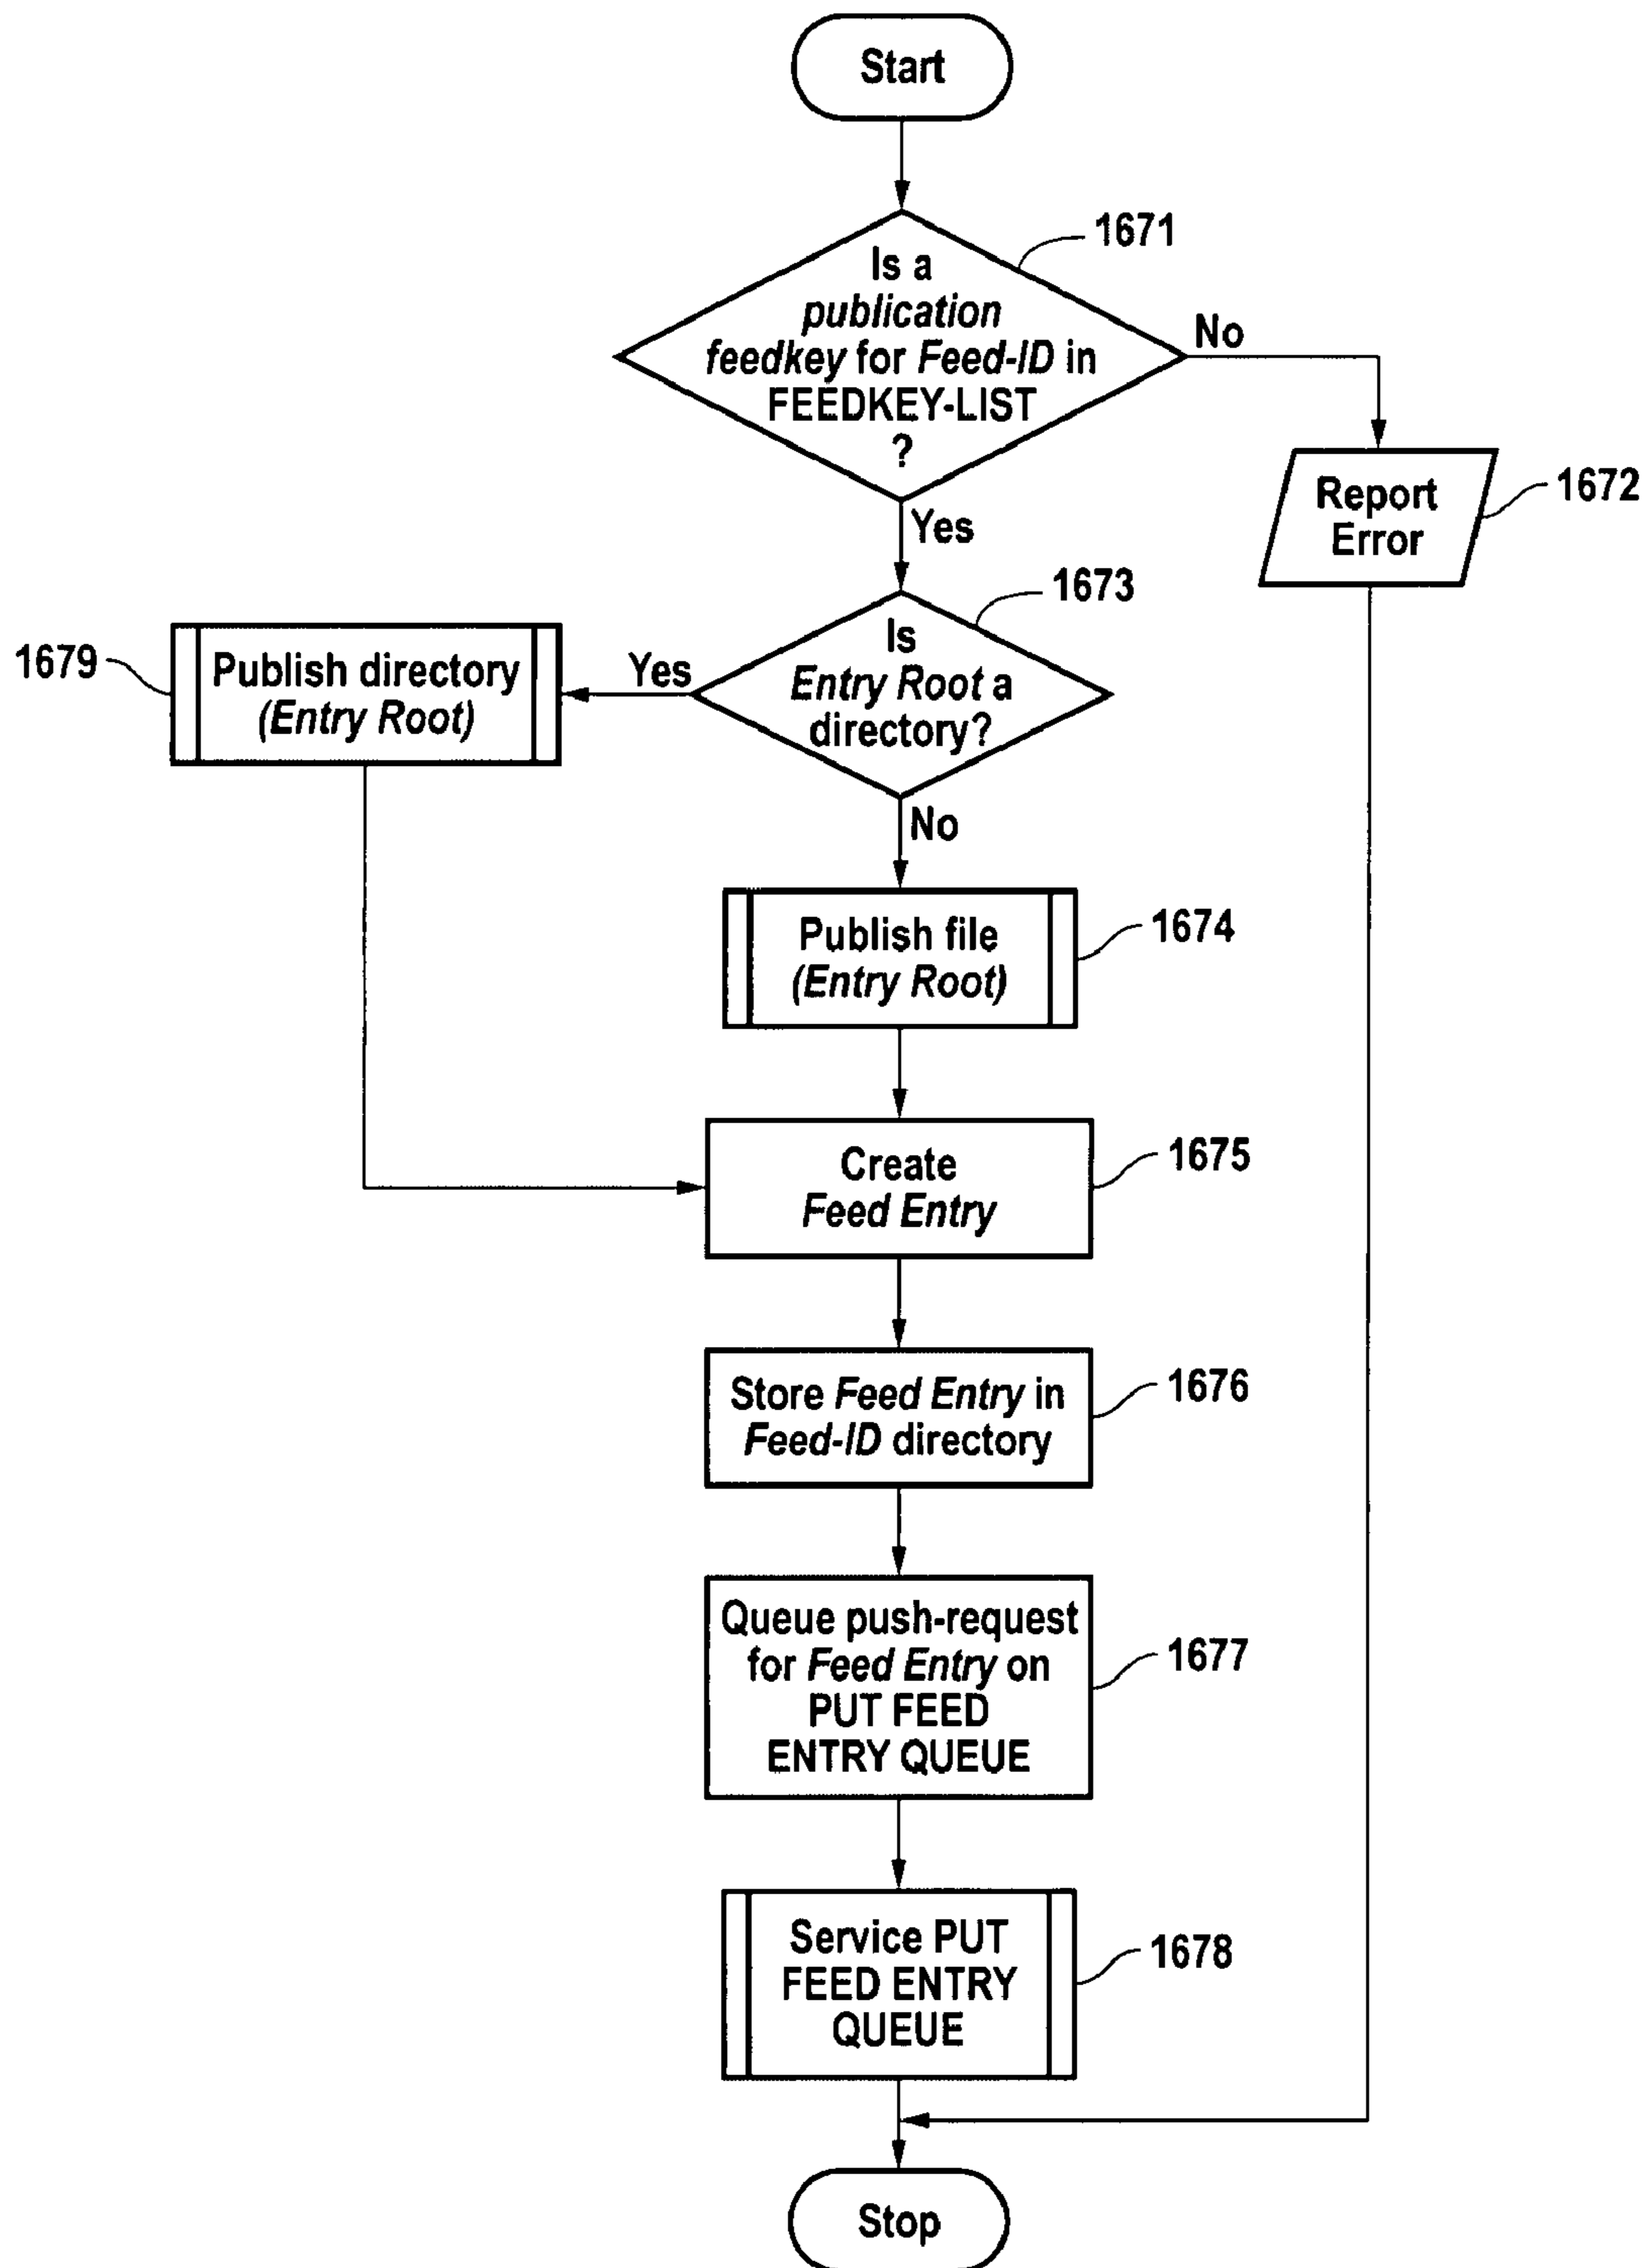 Start
1671
Is a
publication
feedkey for Feed-ID in
FEEDKEY-LIST
?
No
Yes
Report
Error
1672
1673
Is
Entry Root a
directory?
Yes
No
1679
Publish directory
(Entry Root)
Publish file
(Entry Root)
1674
Create
Feed Entry
1675
Store Feed Entry in
Feed-ID directory
1676
Queue push-request
for Feed Entry on
PUT FEED
ENTRY QUEUE
1677
Service PUT
FEED ENTRY
QUEUE
1678
Stop